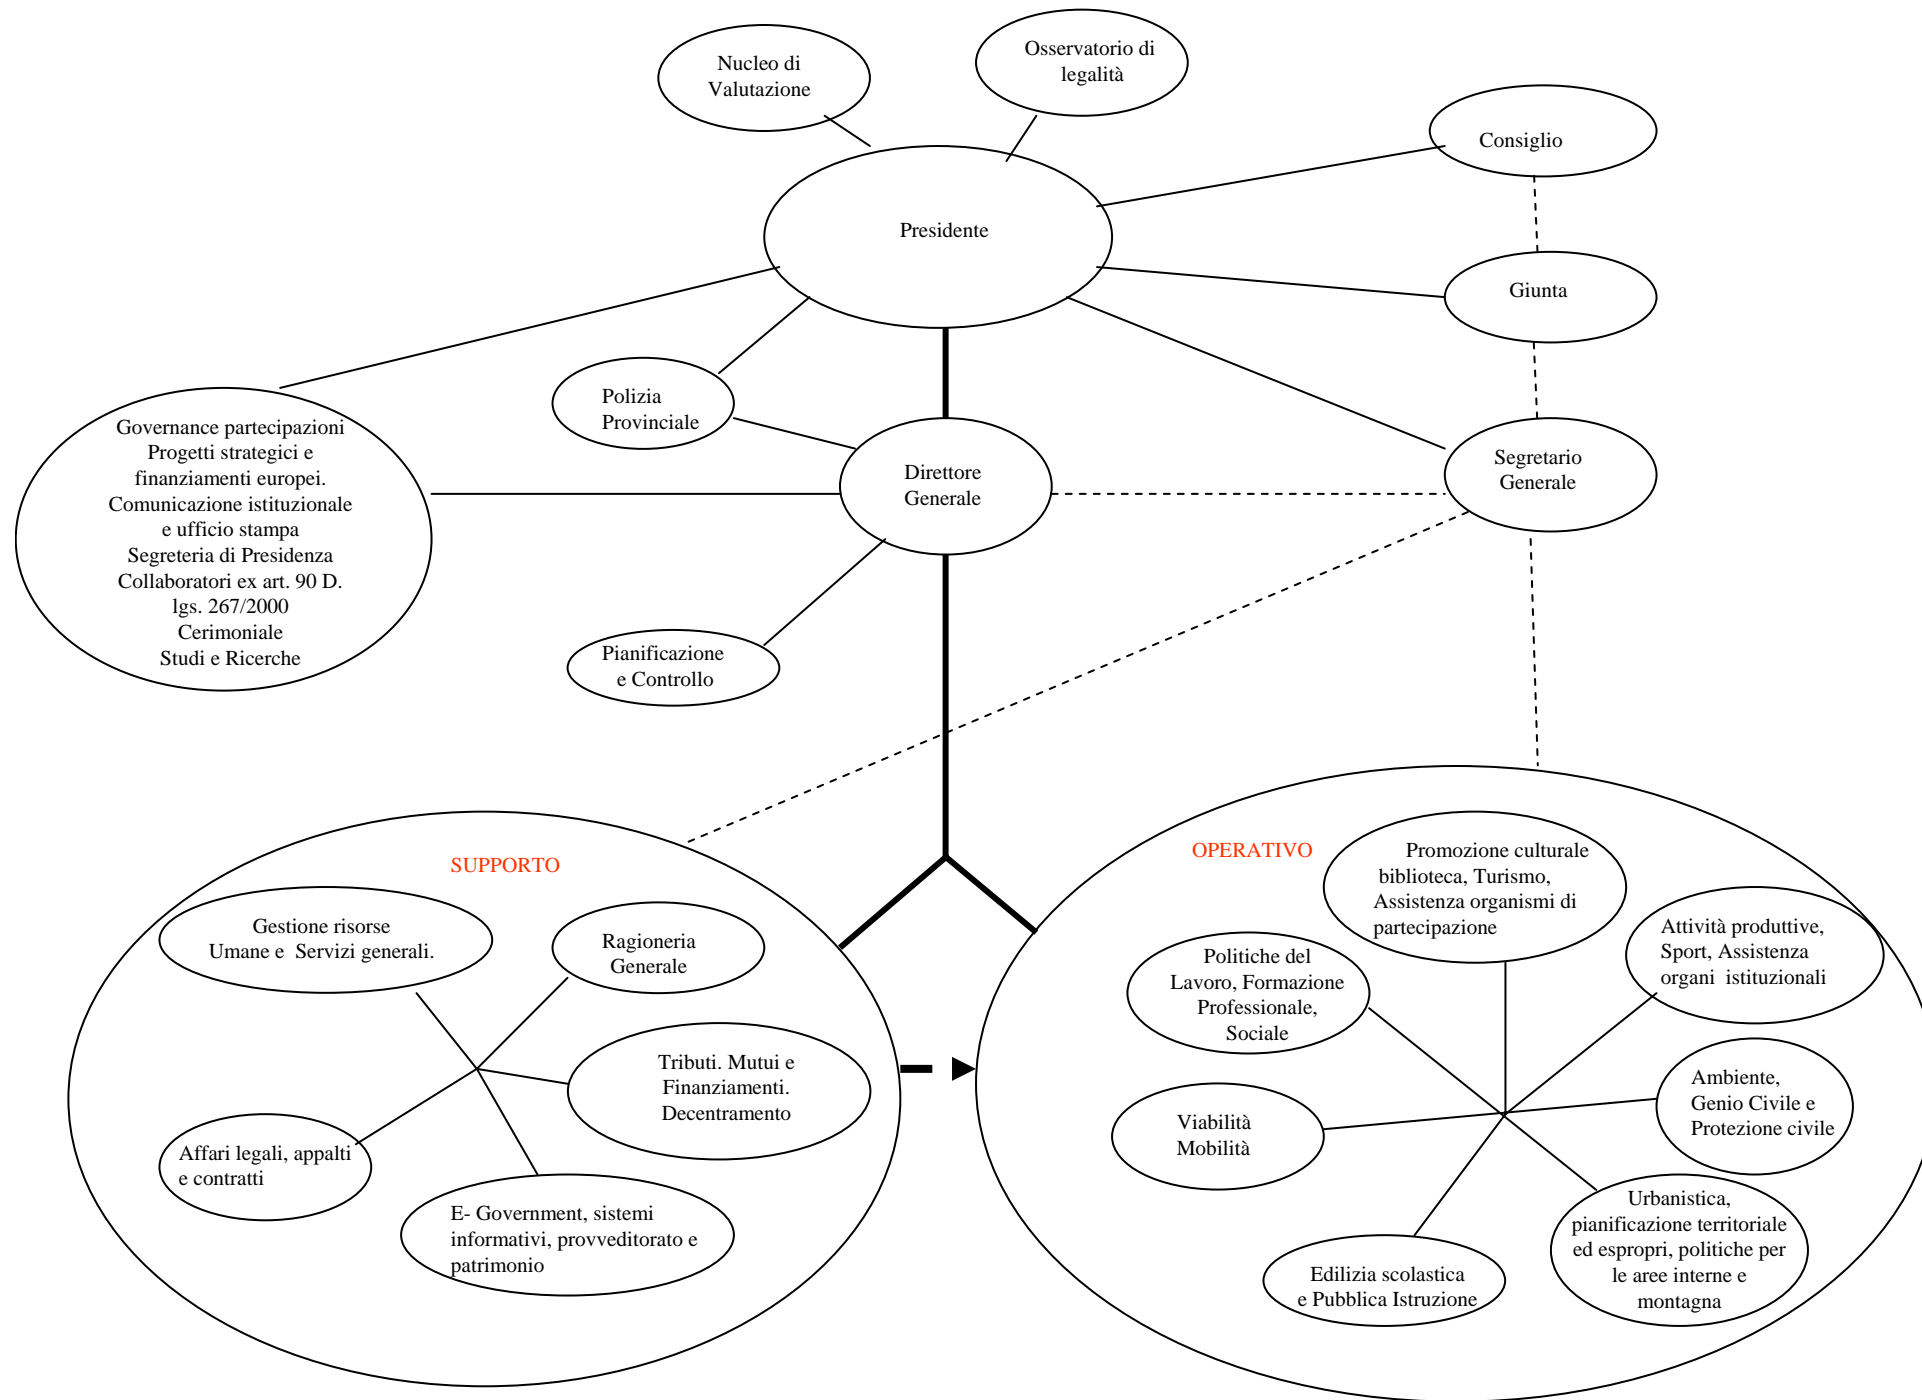 Nucleo di
Valutazione
Osservatorio di
legalità
Consiglio
Presidente
Giunta
Polizia
Provinciale
Governance partecipazioni
Progetti strategici e
finanziamenti europei.
Comunicazione istituzionale
e ufficio stampa
Segreteria di Presidenza
Collaboratori ex art. 90 D.
lgs. 267/2000
Cerimoniale
Studi e Ricerche
Direttore
Generale
Segretario
Generale
Pianificazione
e Controllo
SUPPORTO
Gestione risorse
Umane e  Servizi generali.
Ragioneria
Generale
Tributi. Mutui e
Finanziamenti.
Decentramento
Affari legali, appalti
e contratti
E- Government, sistemi
informativi, provveditorato e
patrimonio
OPERATIVO
Promozione culturale
biblioteca, Turismo,
Assistenza organismi di
partecipazione
Attività produttive,
Sport, Assistenza
organi  istituzionali
Politiche del
Lavoro, Formazione
Professionale,
Sociale
Ambiente,
Genio Civile e
Protezione civile
Viabilità
Mobilità
Urbanistica,
pianificazione territoriale
ed espropri, politiche per
le aree interne e
montagna
Edilizia scolastica
e Pubblica Istruzione